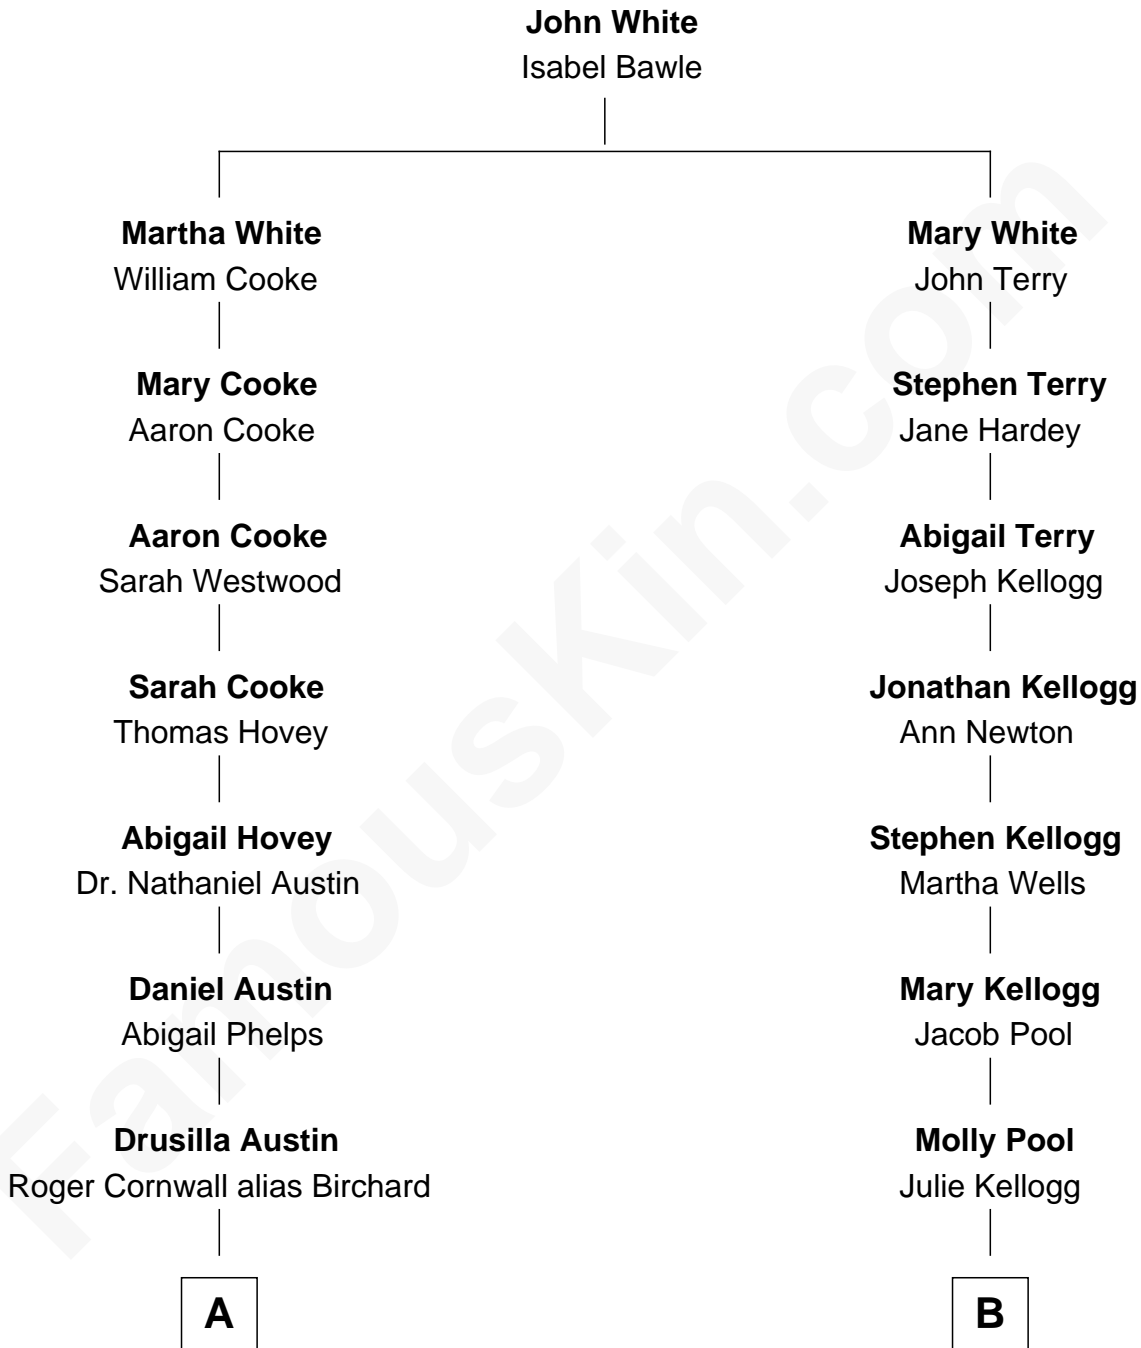 John White
Isabel Bawle
Martha White
William Cooke
Mary White
John Terry
Mary Cooke
Aaron Cooke
Stephen Terry
Jane Hardey
Aaron Cooke
Sarah Westwood
Abigail Terry
Joseph Kellogg
Sarah Cooke
Thomas Hovey
Jonathan Kellogg
Ann Newton
Abigail Hovey
Dr. Nathaniel Austin
Stephen Kellogg
Martha Wells
Daniel Austin
Abigail Phelps
Mary Kellogg
Jacob Pool
Drusilla Austin
Roger Cornwall alias Birchard
Molly Pool
Julie Kellogg
A
B
FamousKin.com